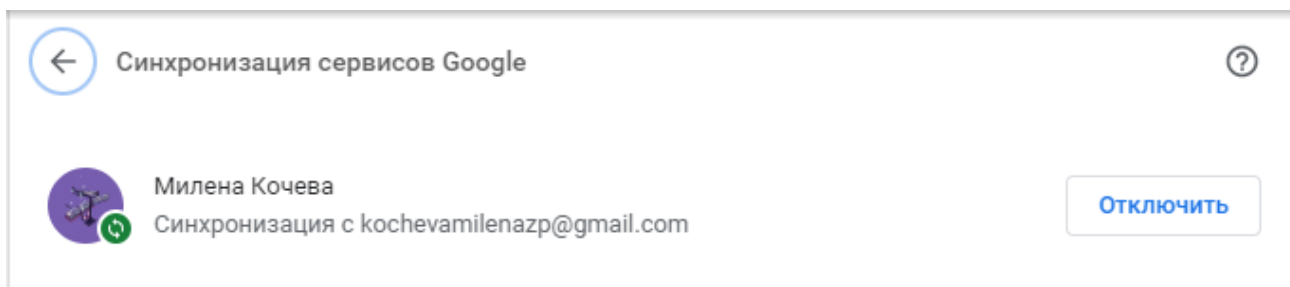 Синхронизация сервисов Google
Милена Кочева
Синхронизация с kochevamilenazp@gmail.com
Отключить